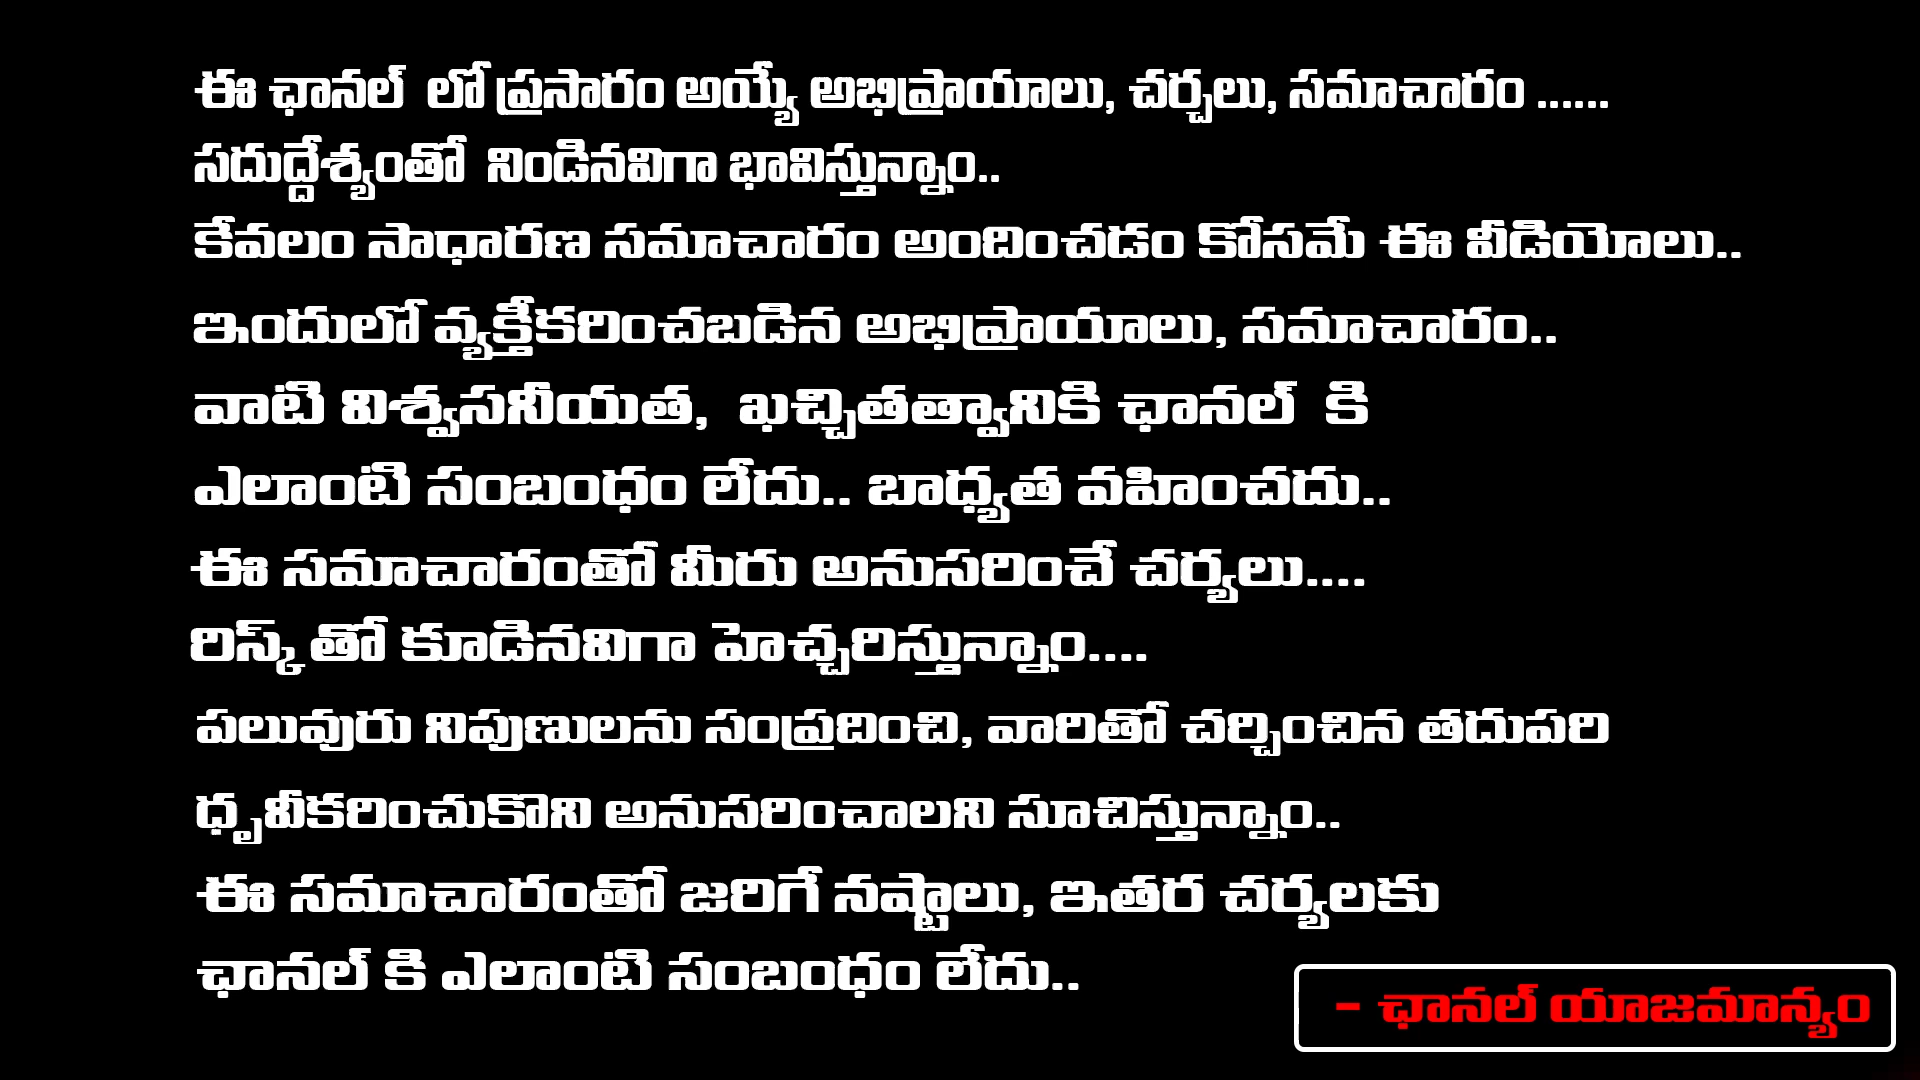 ఈ ఛానల్ లో ప్రసారం అయ్యే అభిప్రాయాలు, చర్చలు, సమాచారం ......
సదుద్దేశ్యంతో నిండినవిగా భావిస్తున్నాం..
కేవలం సాధారణ సమాచారం అందించడం కోసమే ఈ వీడియోలు..
ఇందులో వ్యక్తీకరించబడిన అభిప్రాయాలు, సమాచారం..
వాటి విశ్వసనీయత, ఖచ్చితత్వానికి ఛానల్ కి
ఎలాంటి సంబంధం లేదు.. బాధ్యత వహించదు..
ఈ సమాచారంతో మీరు అనుసరించే చర్యలు....
రిస్క్ తో కూడినవిగా హెచ్చరిస్తున్నాం....
పలువురు నిపుణులను సంప్రదించి, వారితో చర్చించిన తదుపరి
ధృవీకరించుకొని అనుసరించాలని సూచిస్తున్నాం..
ఈ సమాచారంతో జరిగే నష్టాలు, ఇతర చర్యలకు
ఛానల్ కి ఎలాంటి సంబంధం లేదు..
- ఛానల్ యాజమాన్యం